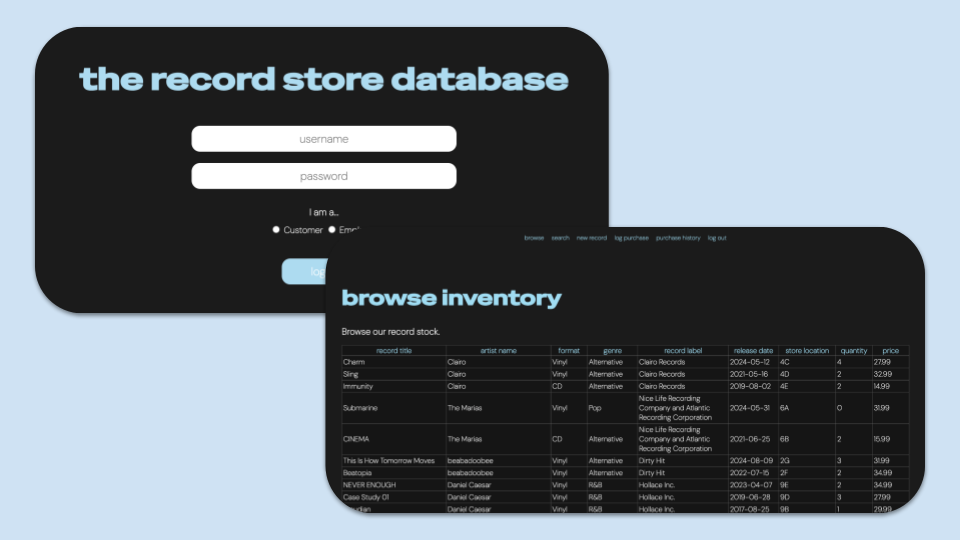 the record store database
username
password
I am a...
Customer
browse search new record log purchase purchase history log out
browse inventory
Browse our record stock.
record title artist name format genre record label release date store location quantity price
Charm Clairo Vinyl Alternative Clairo Records 2024-05-12 4C 4 27.99
Sling Clairo Vinyl Alternative Clairo Records 2021-05-16 4D 2 32.99
Immunity Clairo CD Alternative Clairo Records 2019-08-02 4E 2 14.99
Submarine The Marias Vinyl Pop Nice Life Recording Company and Atlantic Recording Corporation 2024-05-31 6A 0 31.99
CINEMA The Marias CD Alternative Nice Life Recording Company and Atlantic Recording Corporation 2021-06-25 6B 2 15.99
This Is How Tomorrow Moves beabadoobee Vinyl Alternative Dirty Hit 2024-08-09 2G 3 31.99
Beatopia beabadoobee Vinyl Alternative Dirty Hit 2022-07-15 2F 2 34.99
NEVER ENOUGH Daniel Caesar Vinyl R&B Hollace Inc. 2023-04-07 9E 2 34.99
Case Study 01 Daniel Caesar Vinyl R&B Hollace Inc. 2019-06-28 9D 3 27.99
Daniel Caesar Vinyl R&B Hollace Inc. 2017-08-25 9B 1 29.99